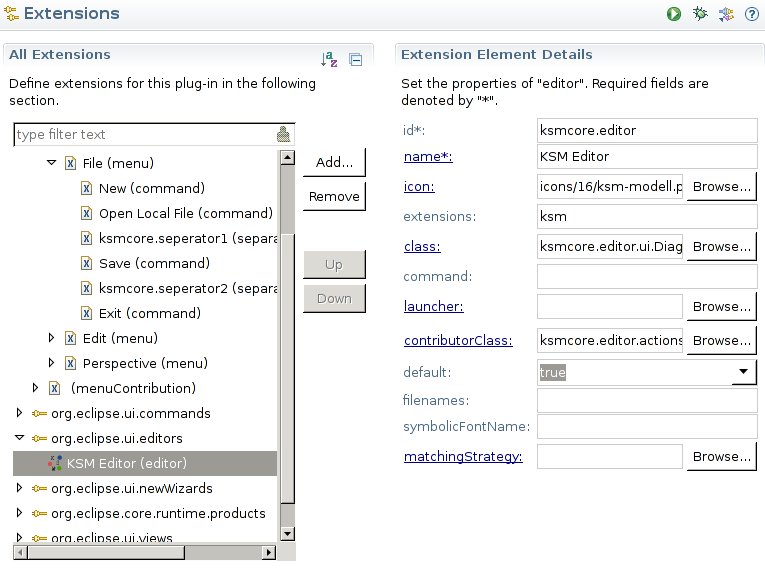 Extensions
All Extensions
Define extensions for this plug-in in the following
section.
type filter text
File (menu)
New (command)
Open Local File (command)
ksmcore.seperator1 (separa
Save (command)
ksmcore.seperator2 (separa
Exit (command)
Edit (menu)
Perspective (menu)
(menuContribution)
org.eclipse.ui.commands
org.eclipse.ui.editors
KSM Editor (editor)
org.eclipse.ui.newWizards
org.eclipse.core.runtime.products
org.eclipse.ui.views
Add...
Remove
Up
Down
Extension Element Details
Set the properties of "editor". Required fields are
denoted by "*".
id*: ksmcore.editor
name*: KSM Editor
icon: icons/16/ksm-modell.p Browse...
extensions: ksm
class: ksmcore.editor.ui.Diag Browse...
command:
launcher: Browse...
contributorClass: ksmcore.editor.actions Browse...
default: true
filenames:
symbolicFontName:
matchingStrategy: Browse...